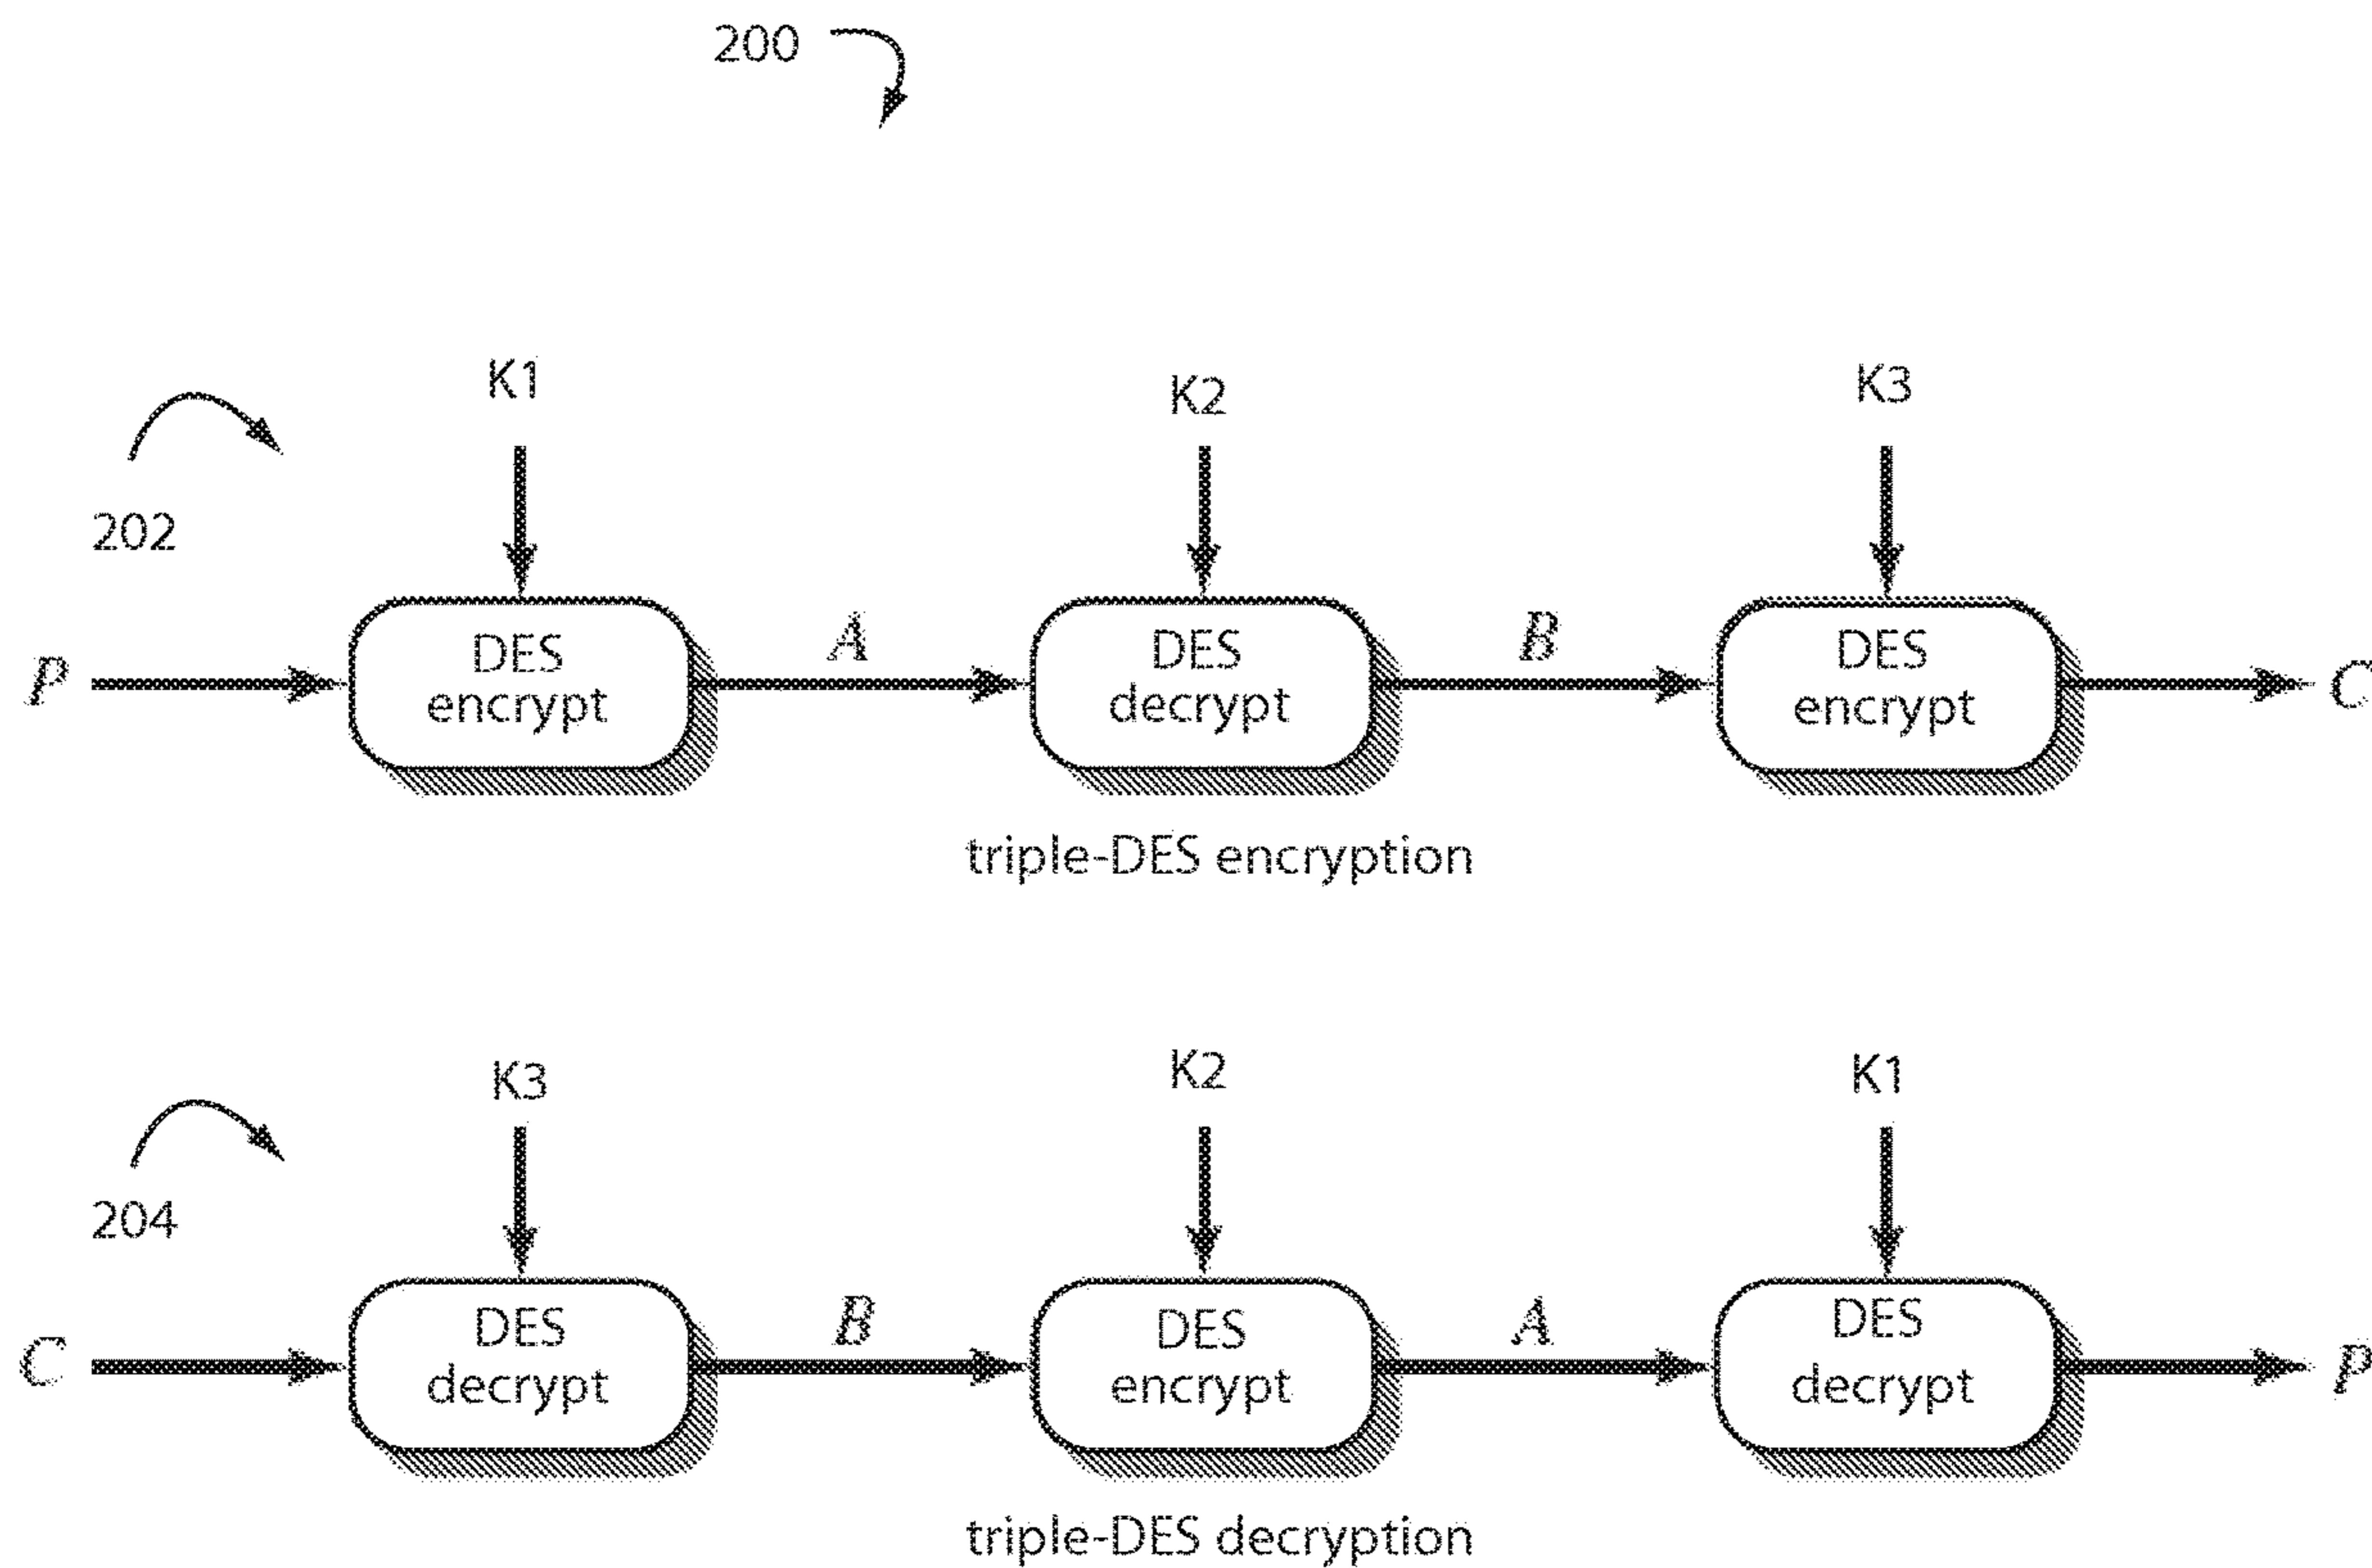 200
K1
K2
K3
202
P
DES
encrypt
A
DES
decrypt
B
DES
encrypt
C
triple-DES encryption
K3
K2
K1
204
C
DES
decrypt
B
DES
encrypt
A
DES
decrypt
P
triple-DES decryption